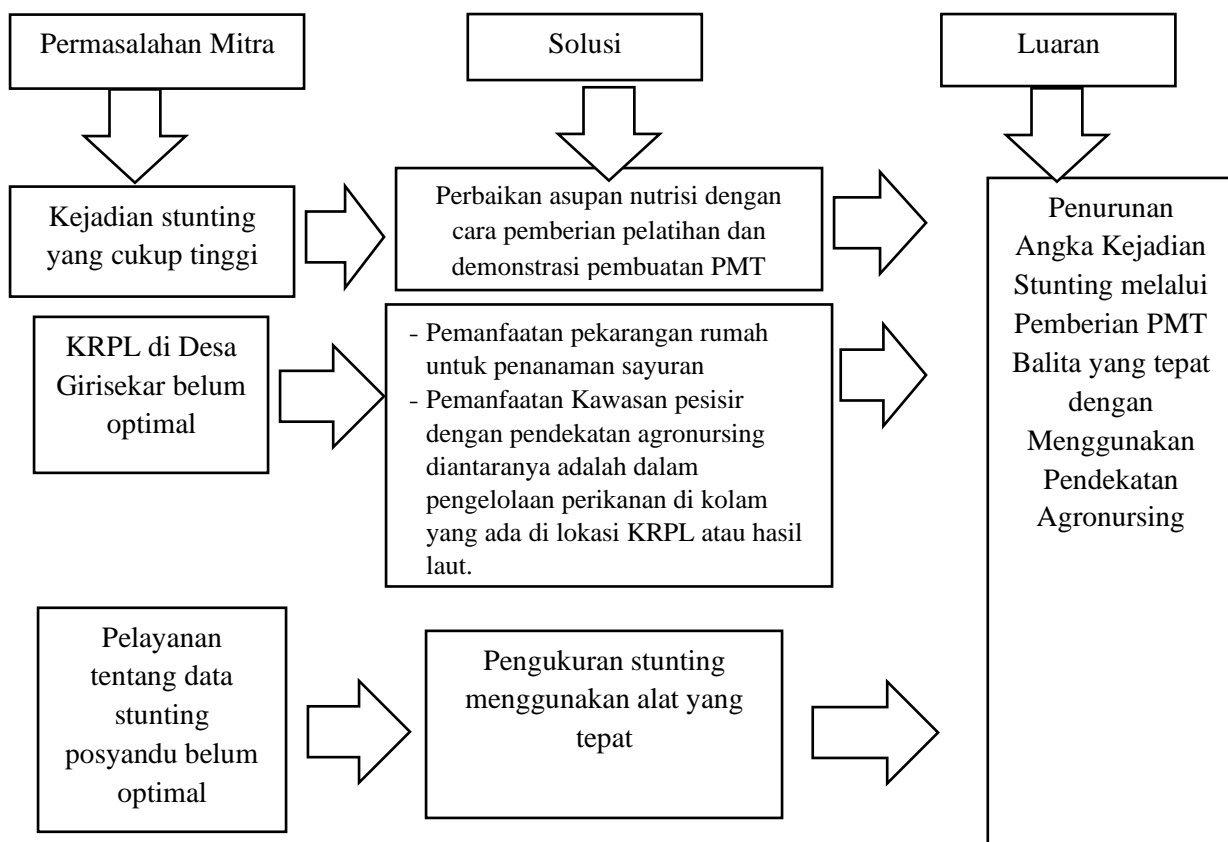 Permasalahan Mitra
Solusi
Luaran
Kejadian stunting
yang cukup tinggi
Perbaikan asupan nutrisi dengan
cara pemberian pelatihan dan
demonstrasi pembuatan PMT
Penurunan
Angka Kejadian
Stunting melalui
Pemberian PMT
Balita yang tepat
dengan
Menggunakan
Pendekatan
Agronursing
KRPL di Desa
Girisekar belum
optimal
- Pemanfaatan pekarangan rumah
untuk penanaman sayuran
- Pemanfaatan Kawasan pesisir
dengan pendekatan agronursing
diantaranya adalah dalam
pengelolaan perikanan di kolam
yang ada di lokasi KRPL atau hasil
laut.
Pelayanan
tentang data
stunting
posyandu belum
optimal
Pengukuran stunting
menggunakan alat yang
tepat